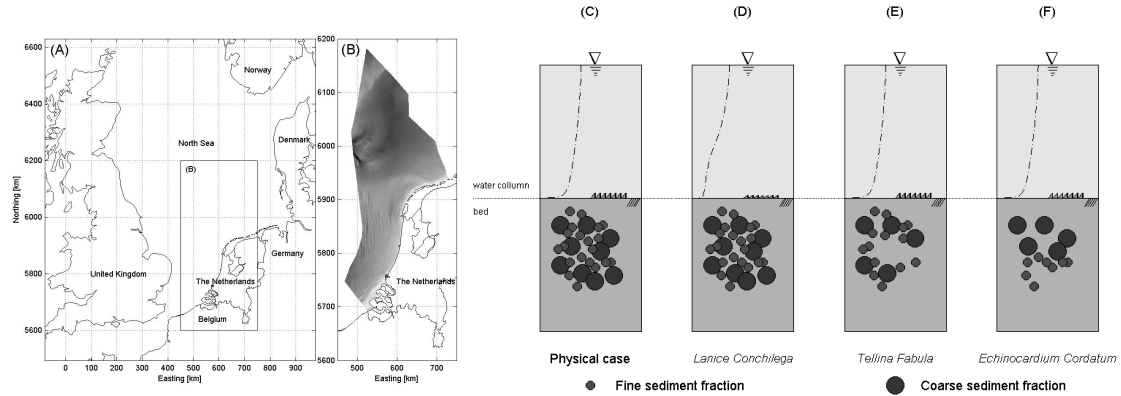 (C) (D) (E) (F)
(A)
6600
6400
6200
6000
5800
5600
Northing [km]
Norway
Denmark
North Sea
(B)
Germany
United Kingdom
The Netherlands
Belgium
0 100 200 300 400 500 600 700 800 900
Easting [km]
(B)
6200
6100
6000
5900
5800
5700
5600
The Netherlands
500 600 700
Easting [km]
water collumn
bed
Physical case
Lanice Conchilega
Tellina Fabula
Echinocardium Cordatum
Fine sediment fraction
Coarse sediment fraction